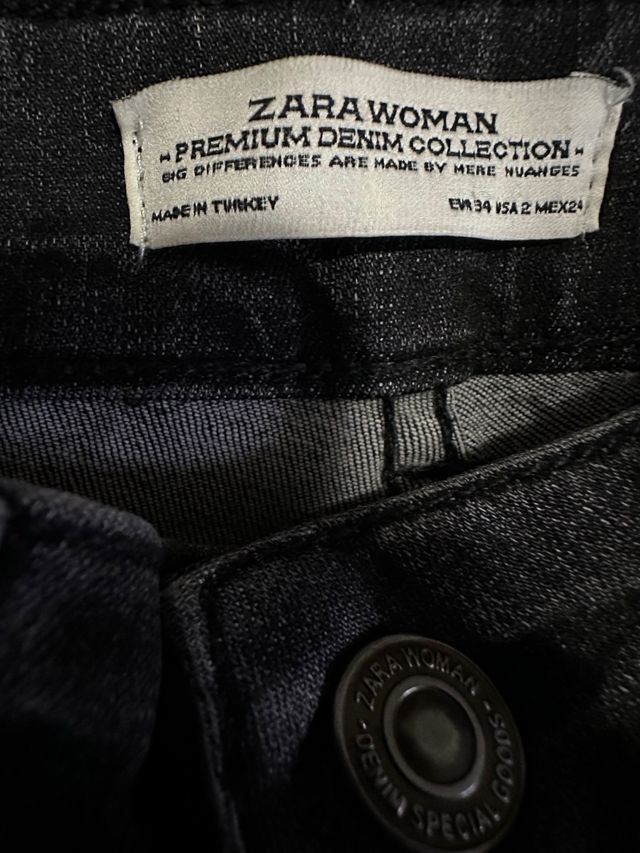 ZARA WOMAN
- PREMIUM DENIM COLLECTION -
BIG DIFFERENCES ARE MADE BY MERE NUANCES
MADE IN TURKEY
EUR 34 USA 2 MEX 24
ZARA WOMAN - DENIM SPECIAL GOODS -